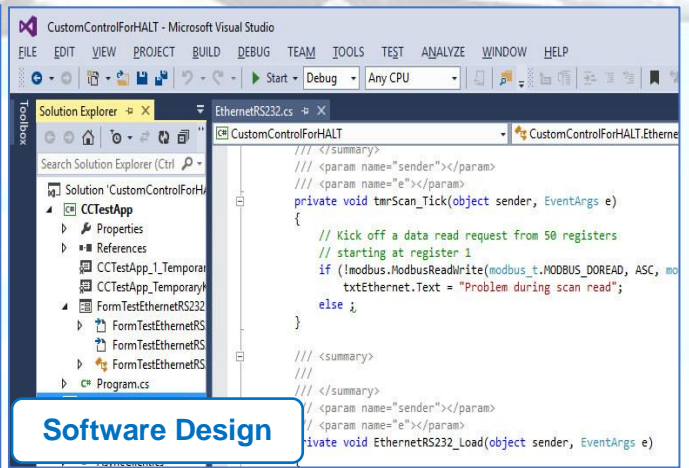 CustomControlForHALT - Microsoft Visual Studio
FILE EDIT VIEW PROJECT BUILD DEBUG TEAM TOOLS TEST ANALYZE WINDOW HELP
Start Debug Any CPU
Toolbox
Solution Explorer
Search Solution Explorer (Ctrl
Solution 'CustomControlForHA
CCTestApp
Properties
References
CCTestApp_1_Temporar
CCTestApp_TemporaryK
FormTestEthernetRS232
FormTestEthernetRS
FormTestEthernetRS
FormTestEthernetRS
Program.cs
EthernetRS232.cs
CustomControlForHALT CustomControlForHALT.Etherne
/// </summary>
/// <param name="sender"></param>
/// <param name="e"></param>
private void tmrScan_Tick(object sender, EventArgs e)
{
// Kick off a data read request from 50 registers
// starting at register 1
if (!modbus.ModbusReadWrite(modbus_t.MODBUS_DOREAD, ASC, mo
txtEthernet.Text = "Problem during scan read";
else ;
}
/// <summary>
///
/// </summary>
/// <param name="sender"></param>
/// <param name="e"></param>
private void EthernetRS232_Load(object sender, EventArgs e)
Software Design